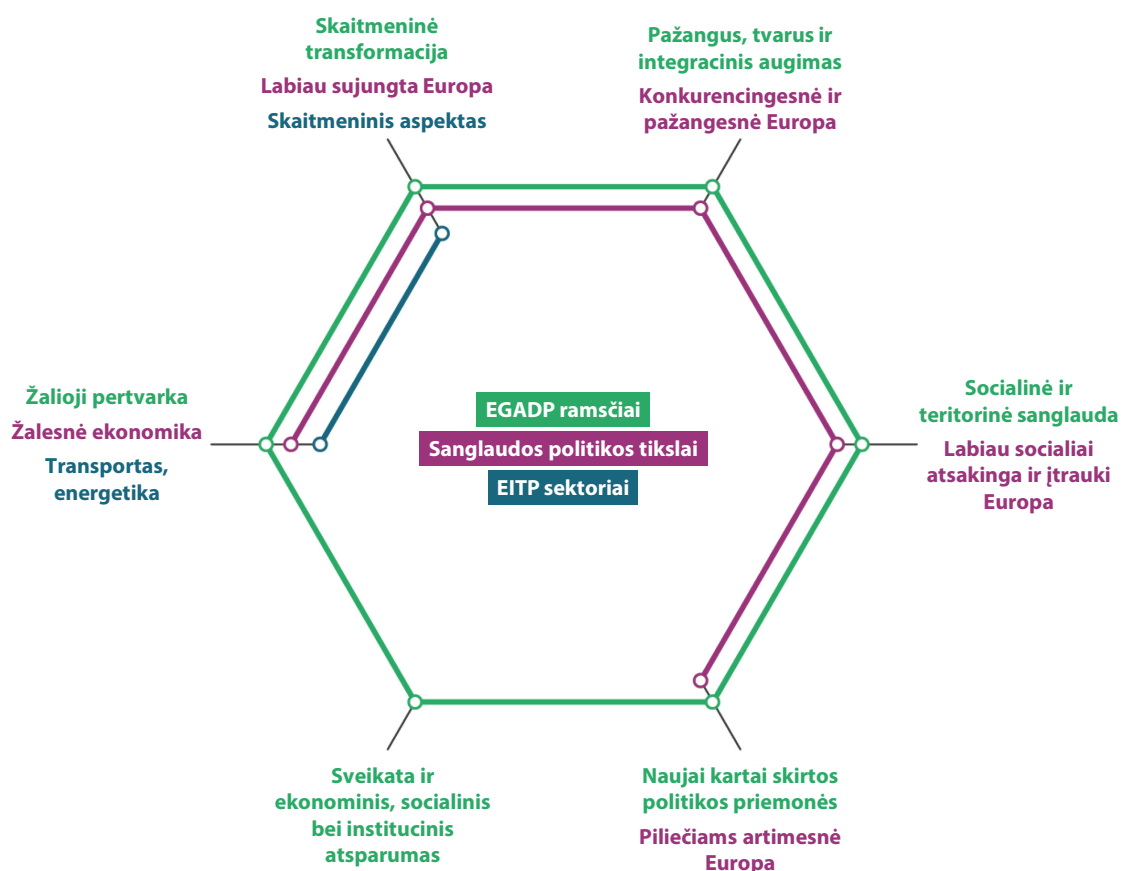 Skaitmeninė
transformacija
Labiau sujungta Europa
Skaitmeninis aspektas
Pažangus, tvarus ir
integracinis augimas
Konkurencingesnė ir
pažangesnė Europa
Žalioji pertvarka
Žalesnė ekonomika
Transportas,
energetika
EGADP ramsčiai
Sanglaudos politikos tikslai
EITP sektoriai
Socialinė ir
teritorinė sanglauda
Labiau socialiai
atsakinga ir įtrauki
Europa
Sveikata ir
ekonominis, socialinis
bei institucinis
atsparumas
Naujai kartai skirtos
politikos priemonės
Piliečiams artimesnė
Europa